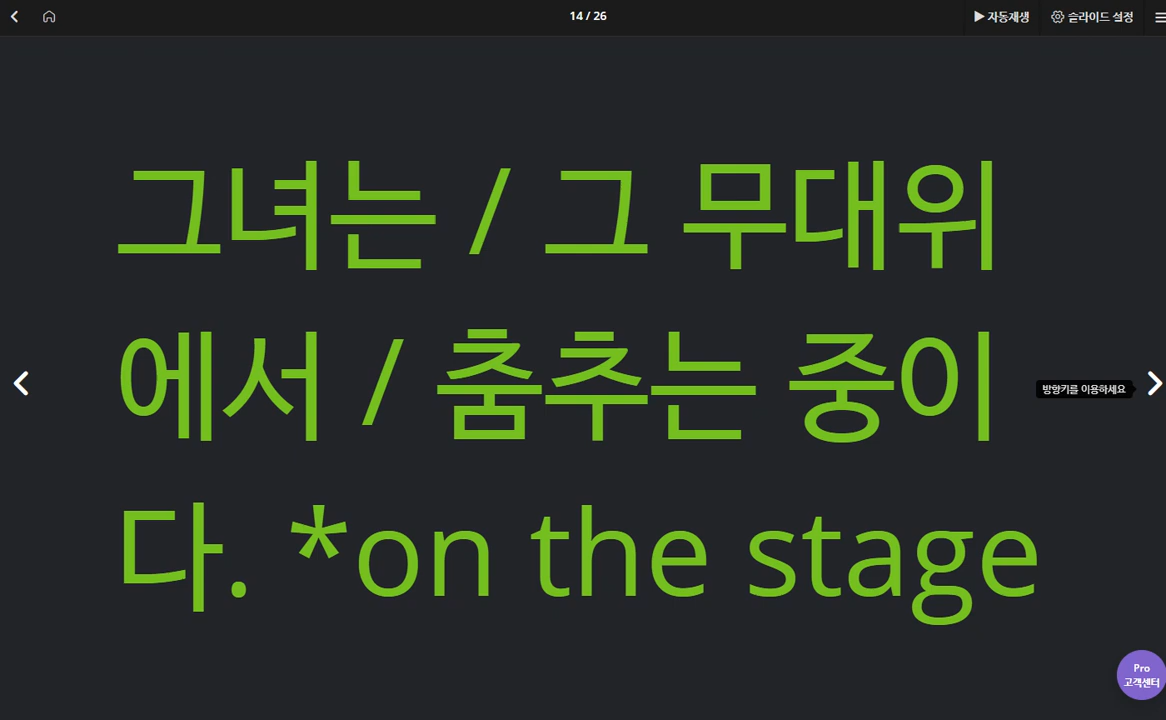 14 / 26
▶ 자동재생
슬라이드 설정
그녀는 / 그 무대위
에서 / 춤추는 중이
다. *on the stage
방향키를 이용하세요
Pro
고객센터